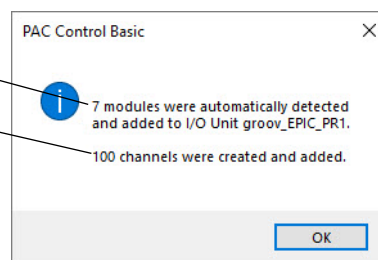 PAC Control Basic
7 modules were automatically detected
and added to I/O Unit groov_EPIC_PR1.
100 channels were created and added.
OK